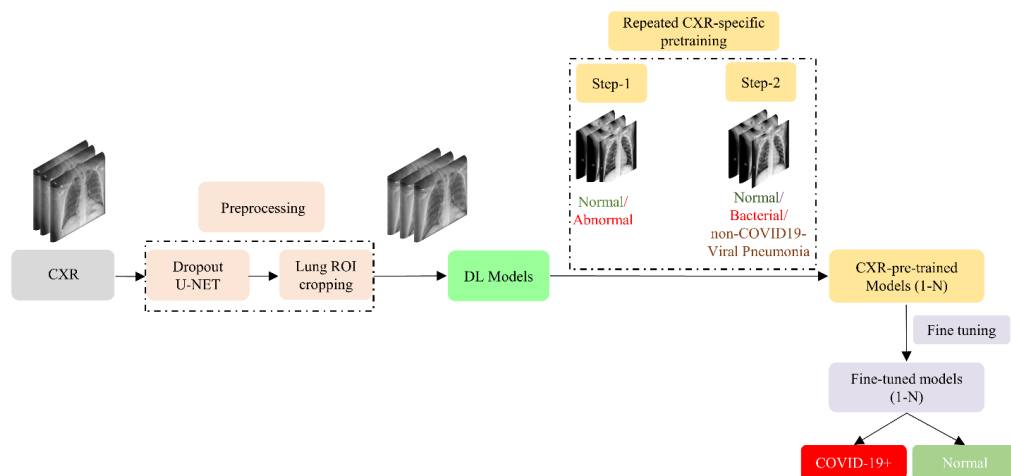 Repeated CXR-specific
pretraining
Step-1
Step-2
Normal/
Abnormal
Normal/
Bacterial/
non-COVID19-
Viral Pneumonia
Preprocessing
CXR
Dropout
U-NET
Lung ROI
cropping
DL Models
CXR-pre-trained
Models (1-N)
Fine tuning
Fine-tuned models
(1-N)
COVID-19+
Normal